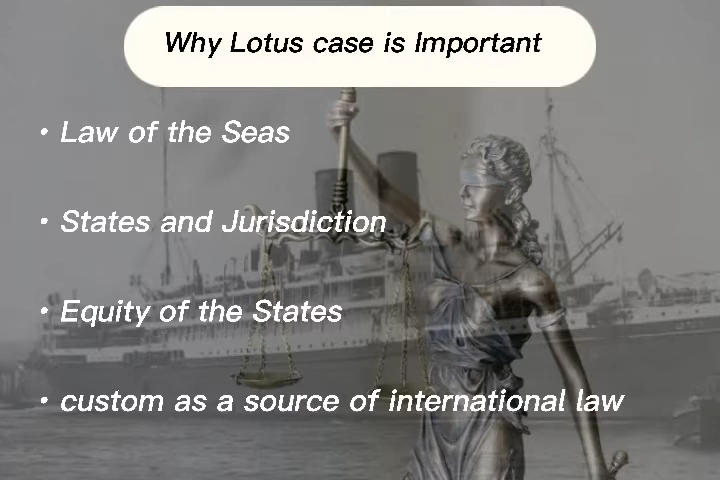 Why Lotus case is Important
• Law of the Seas
• States and Jurisdiction
• Equity of the States
• custom as a source of international law